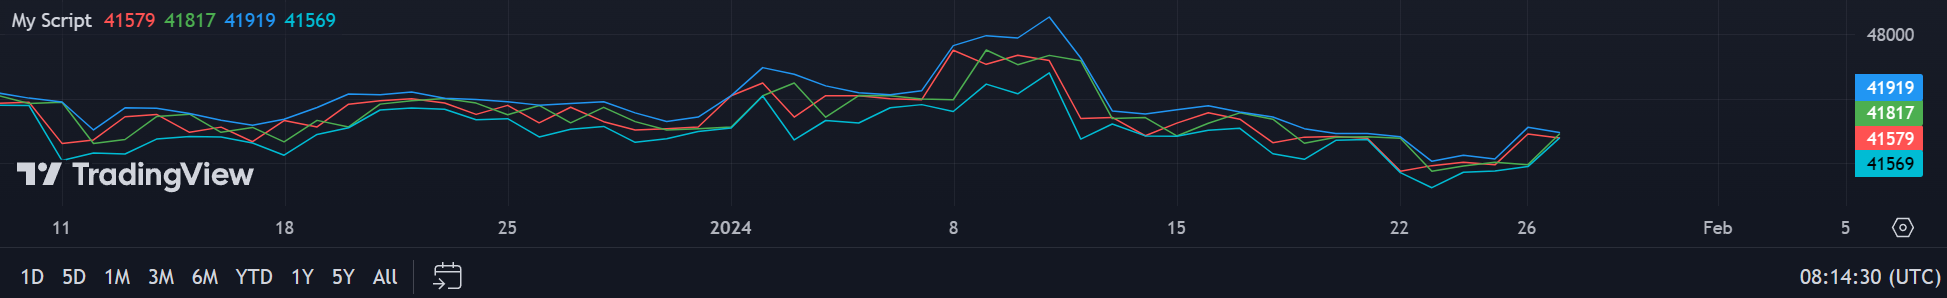 My Script 41579 41817 41919 41569
48000
41919
41817
41579
41569
TradingView
11 18 25 2024 8 15 22 26 Feb 5
1D 5D 1M 3M 6M YTD 1Y 5Y All 08:14:30 (UTC)